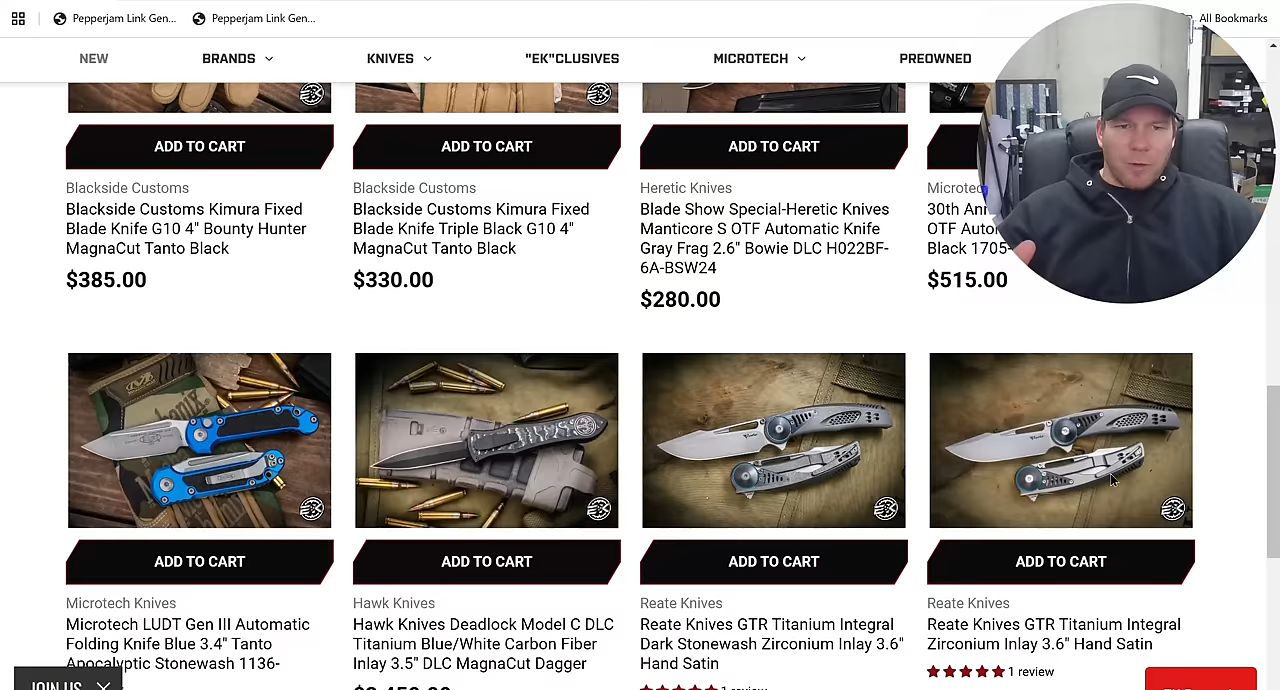 Pepperjam Link Gen... Pepperjam Link Gen... All Bookmarks
NEW BRANDS KNIVES "EK"CLUSIVES MICROTECH PREOWNED
ADD TO CART
Blackside Customs
Blackside Customs Kimura Fixed
Blade Knife G10 4" Bounty Hunter
MagnaCut Tanto Black
$385.00
ADD TO CART
Blackside Customs
Blackside Customs Kimura Fixed
Blade Knife Triple Black G10 4"
MagnaCut Tanto Black
$330.00
ADD TO CART
Heretic Knives
Blade Show Special-Heretic Knives
Manticore S OTF Automatic Knife
Gray Frag 2.6" Bowie DLC H022BF-
6A-BSW24
$280.00
30th
OTF
Black 1705-
$515.00
ADD TO CART
Microtech Knives
Microtech LUDT Gen III Automatic
Folding Knife Blue 3.4" Tanto
Apocalyptic Stonewash 1136-
ADD TO CART
Hawk Knives
Hawk Knives Deadlock Model C DLC
Titanium Blue/White Carbon Fiber
Inlay 3.5" DLC MagnaCut Dagger
ADD TO CART
Reate Knives
Reate Knives GTR Titanium Integral
Dark Stonewash Zirconium Inlay 3.6"
Hand Satin
1 review
ADD TO CART
Reate Knives
Reate Knives GTR Titanium Integral
Zirconium Inlay 3.6" Hand Satin
1 review
JOIN US